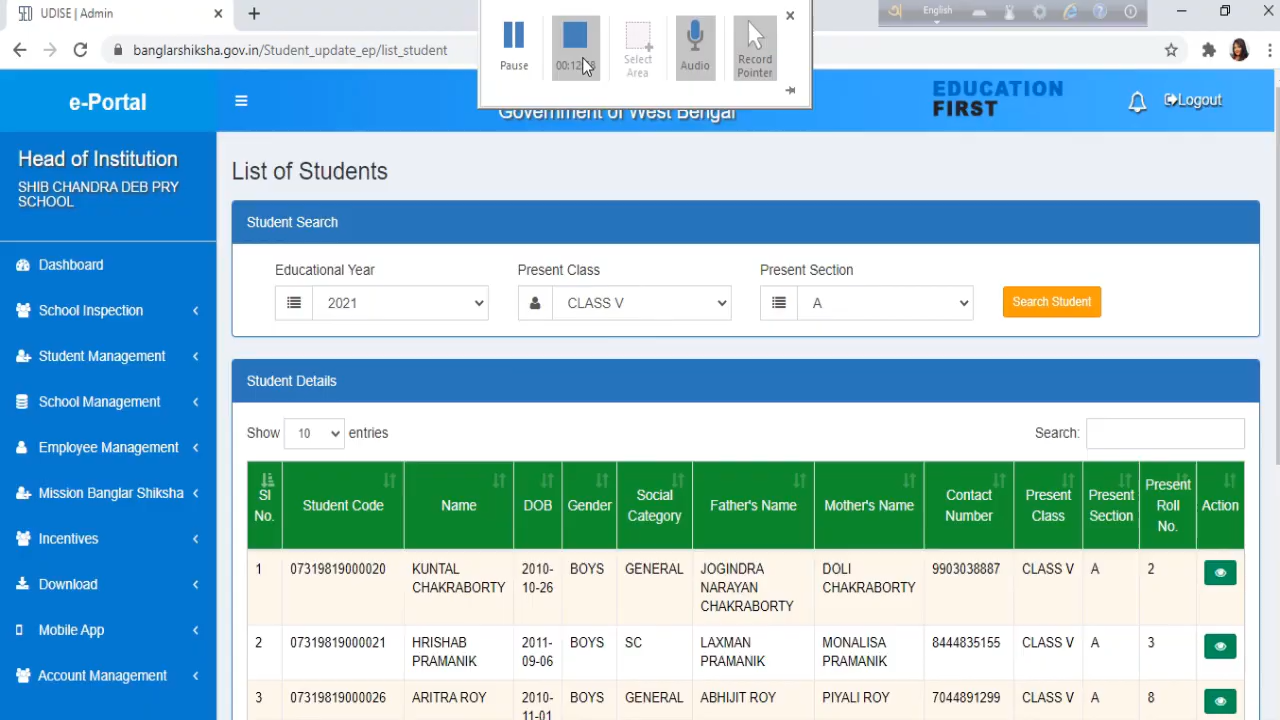 UDISE | Admin
banglarshiksha.gov.in/Student_update_ep/list_student
Pause
Select
Area
Audio
Record
Pointer
English
e-Portal
Government of West Bengal
EDUCATION
FIRST
Logout
Head of Institution
SHIB CHANDRA DEB PRY
SCHOOL
Dashboard
School Inspection
Student Management
School Management
Employee Management
Mission Banglar Shiksha
Incentives
Download
Mobile App
Account Management
List of Students
Student Search
Educational Year Present Class Present Section
2021 CLASS V A Search Student
Student Details
Show 10 entries Search:
Sl No. Student Code Name DOB Gender Social Category Father's Name Mother's Name Contact Number Present Class Present Section Present Roll No. Action
1 07319819000020 KUNTAL CHAKRABORTY 2010-10-26 BOYS GENERAL JOGINDRA NARAYAN CHAKRABORTY DOLI CHAKRABORTY 9903038887 CLASS V A 2
2 07319819000021 HRISHAB PRAMANIK 2011-09-06 BOYS SC LAXMAN PRAMANIK MONALISA PRAMANIK 8444835155 CLASS V A 3
3 07319819000026 ARITRA ROY 2010-11-01 BOYS GENERAL ABHIJIT ROY PIYALI ROY 7044891299 CLASS V A 8